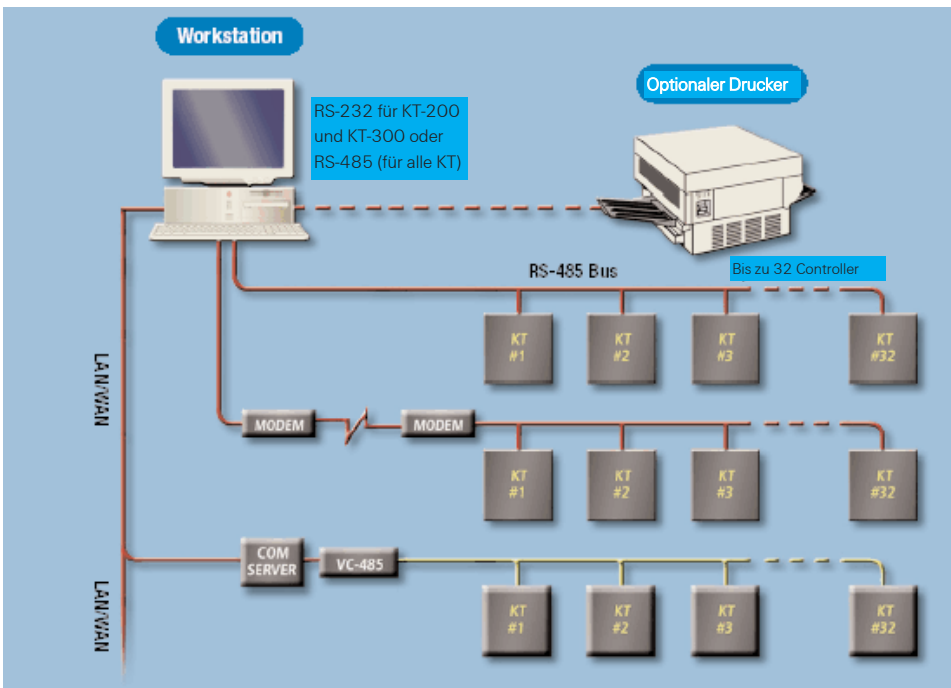 Workstation
Optionaler Drucker
RS-232 für KT-200
und KT-300 oder
RS-485 (für alle KT)
RS-485 Bus
Bis zu 32 Controller
KT
#1
KT
#2
KT
#3
KT
#32
LAN/WAN
MODEM
MODEM
KT
#1
KT
#2
KT
#3
KT
#32
COM
SERVER
VC-485
LAN/WAN
KT
#1
KT
#2
KT
#3
KT
#32